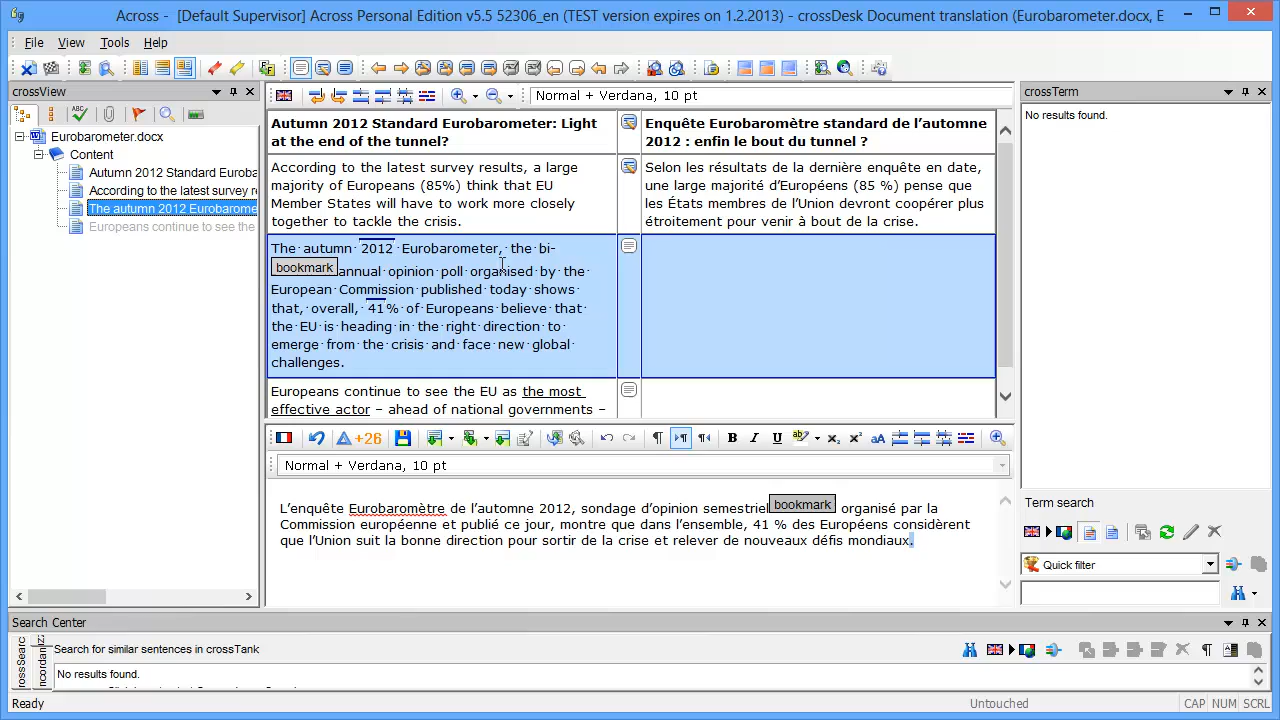 Across - [Default Supervisor] Across Personal Edition v5.5 52306_en (TEST version expires on 1.2.2013) - crossDesk Document translation (Eurobarometer.docx, E
File View Tools Help
crossView
Normal + Verdana, 10 pt
crossTerm
ABC
Eurobarometer.docx
Content
Autumn 2012 Standard Euroba
According to the latest survey r
The autumn 2012 Eurobarome
Europeans continue to see the
Autumn 2012 Standard Eurobarometer: Light
at the end of the tunnel?
Enquête Eurobaromètre standard de l’automne
2012 : enfin le bout du tunnel ?
According to the latest survey results, a large
majority of Europeans (85%) think that EU
Member States will have to work more closely
together to tackle the crisis.
Selon les résultats de la dernière enquête en date,
une large majorité d’Européens (85 %) pense que
les États membres de l’Union devront coopérer plus
étroitement pour venir à bout de la crise.
The· autumn ·2012 ·Eurobarometer,· the· bi-
bookmark annual· opinion· poll· organised· by· the·
European· Commission· published· today· shows·
that,· overall,· 41% ·of· Europeans· believe· that·
the· EU· is· heading· in· the· right· direction· to·
emerge· from· the· crisis· and· face· new· global·
challenges.
Europeans continue to see the EU as the most
effective actor – ahead of national governments –
No results found.
+26
B I U
Normal + Verdana, 10 pt
L’enquête Eurobaromètre de l’automne 2012, sondage d’opinion semestriel bookmark organisé par la
Commission européenne et publié ce jour, montre que dans l’ensemble, 41 % des Européens considèrent
que l’Union suit la bonne direction pour sortir de la crise et relever de nouveaux défis mondiaux.
Term search
Quick filter
Search Center
Search for similar sentences in crossTank
No results found.
Ready
Untouched
CAP NUM SCRL